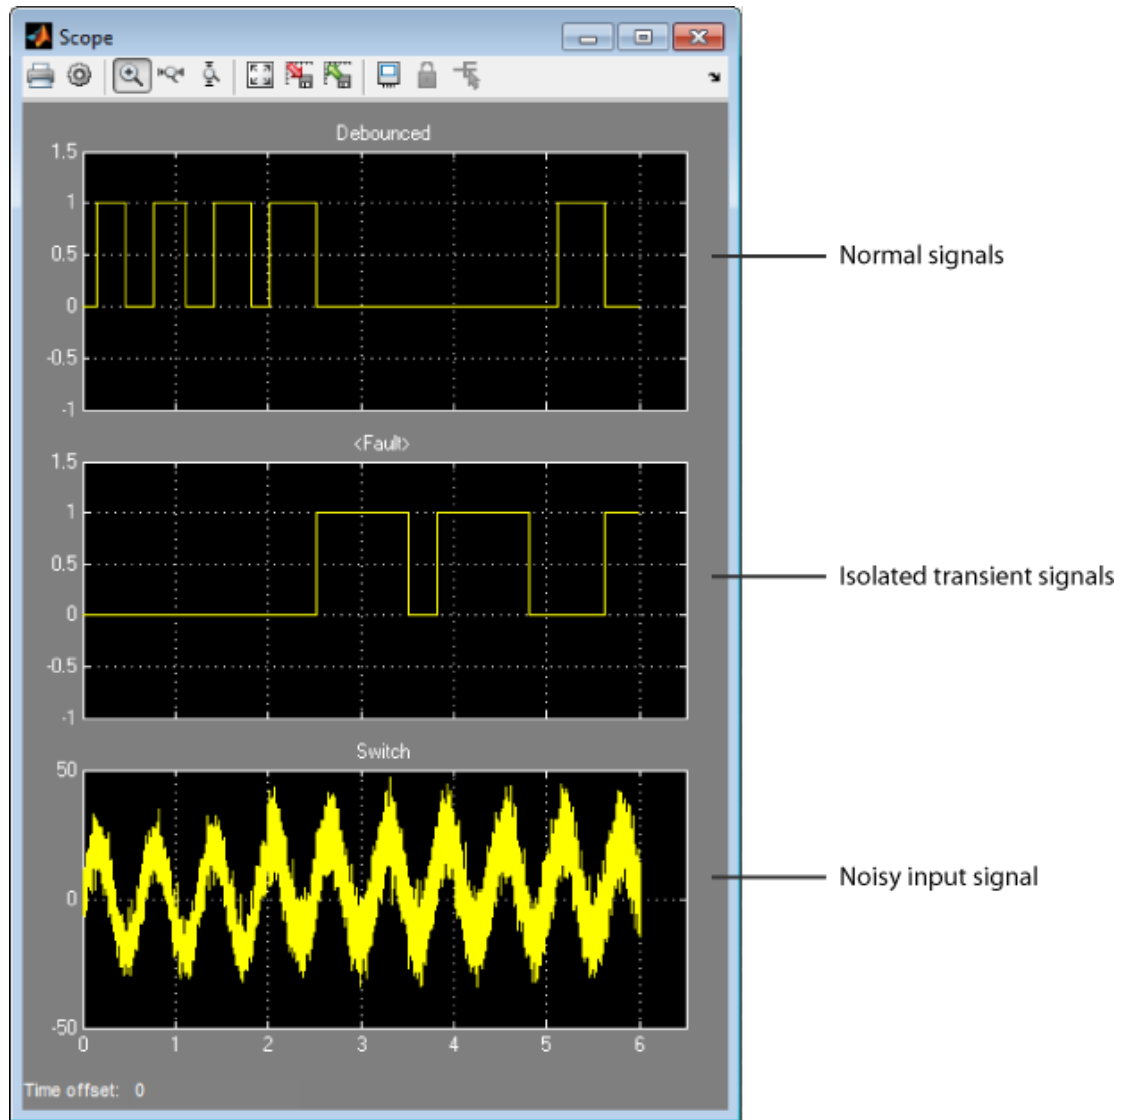 Scope
Debounced
1.5
1
0.5
0
-0.5
-1
Normal signals
<Fault>
1.5
1
0.5
0
-0.5
-1
Isolated transient signals
Switch
50
0
-50
Noisy input signal
0 1 2 3 4 5 6
Time offset: 0